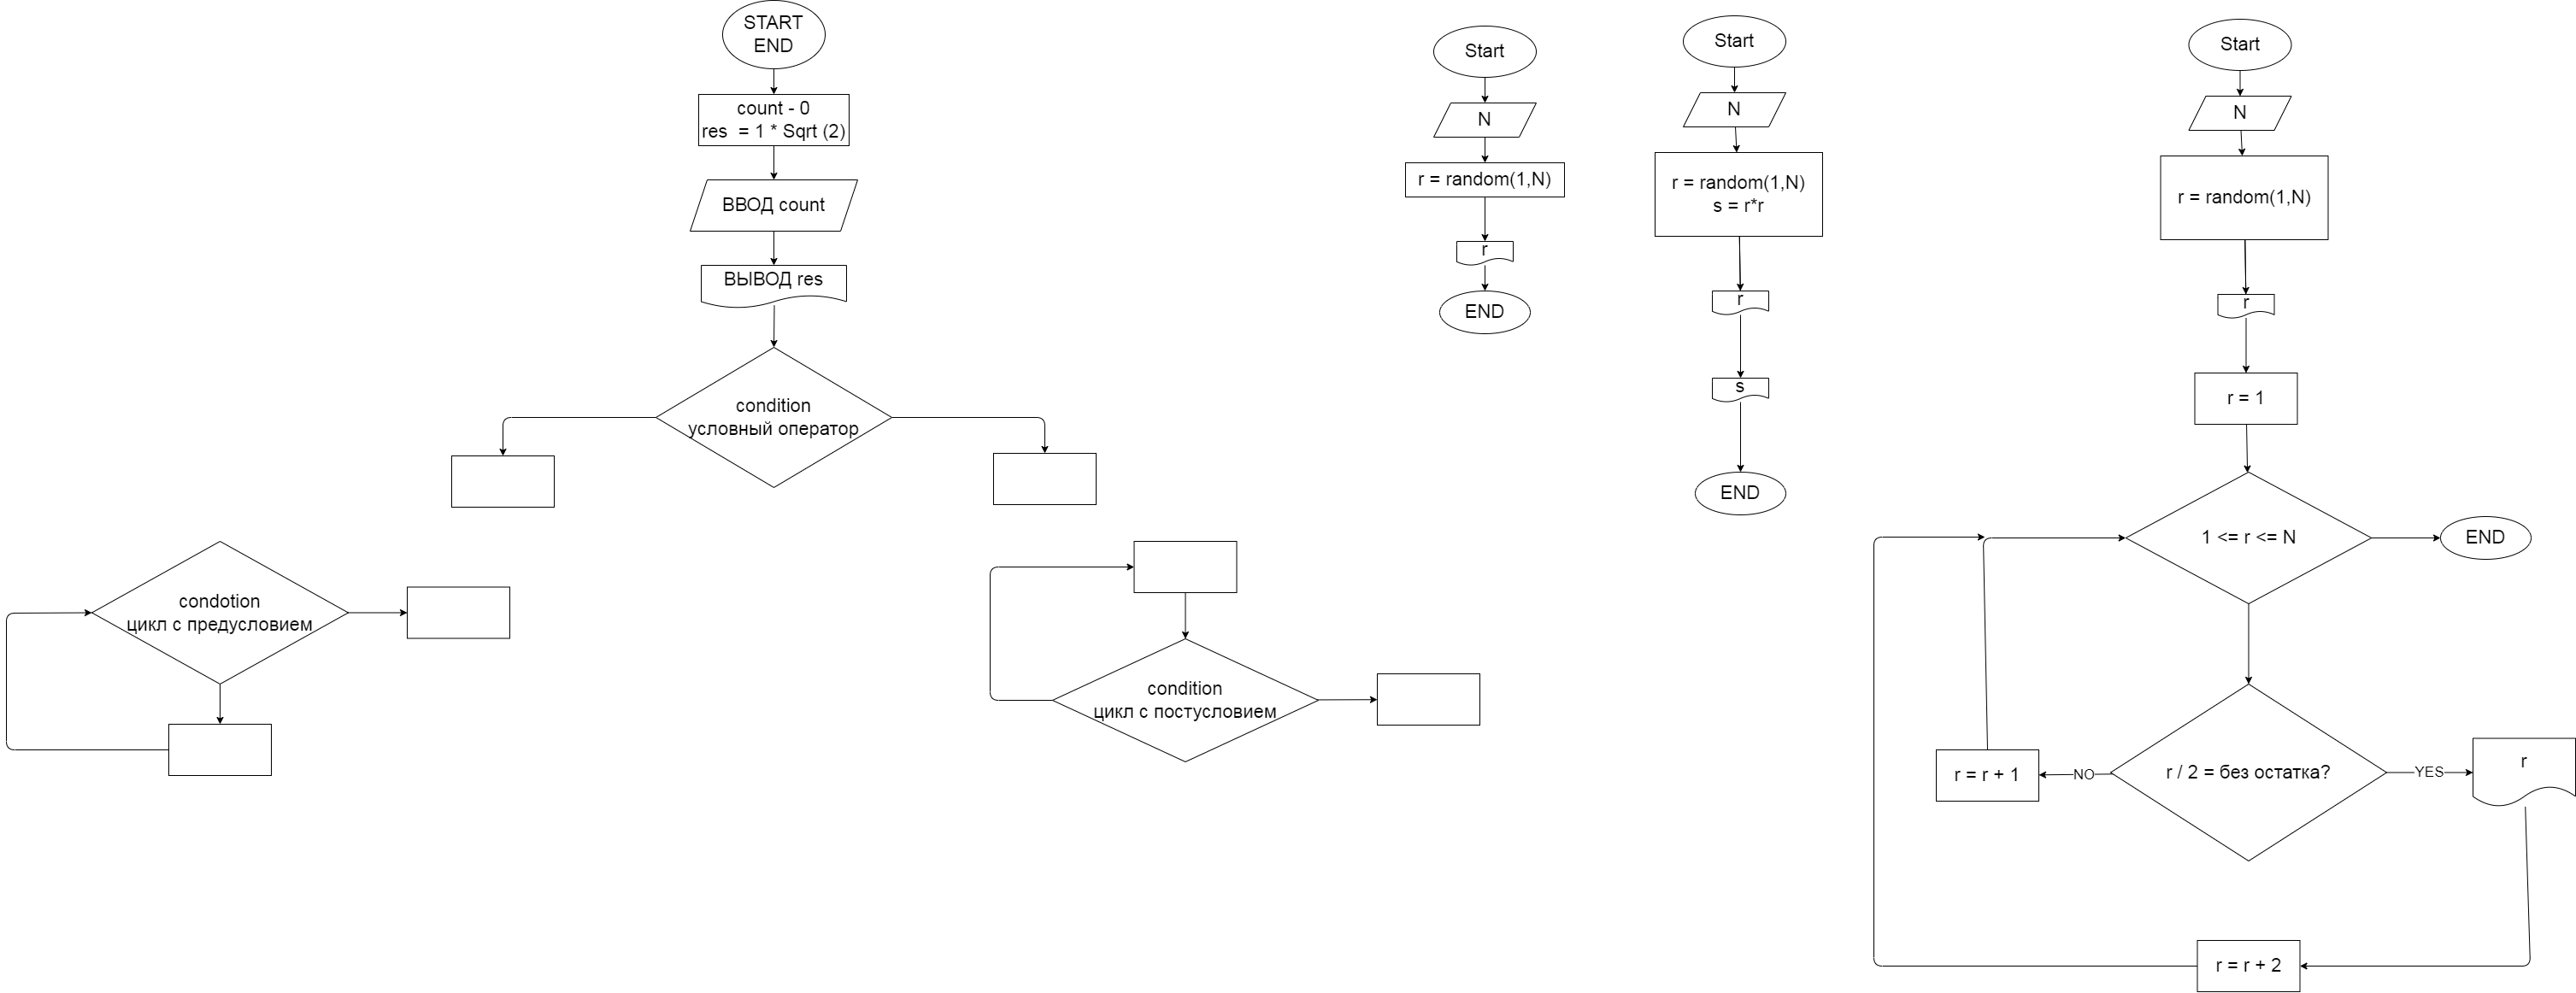 START
END
count - 0
res  = 1 * Sqrt (2)
ВВОД count
ВЫВОД res
condition
условный оператор
condotion
цикл с предусловием
condition
цикл с постусловием
Start
N
r = random(1,N)
r
END
Start
N
r = random(1,N)
s = r*r
r
s
END
Start
N
r = random(1,N)
r
r = 1
1 <= r <= N
END
r / 2 = без остатка?
NO
r = r + 1
YES
r
r = r + 2